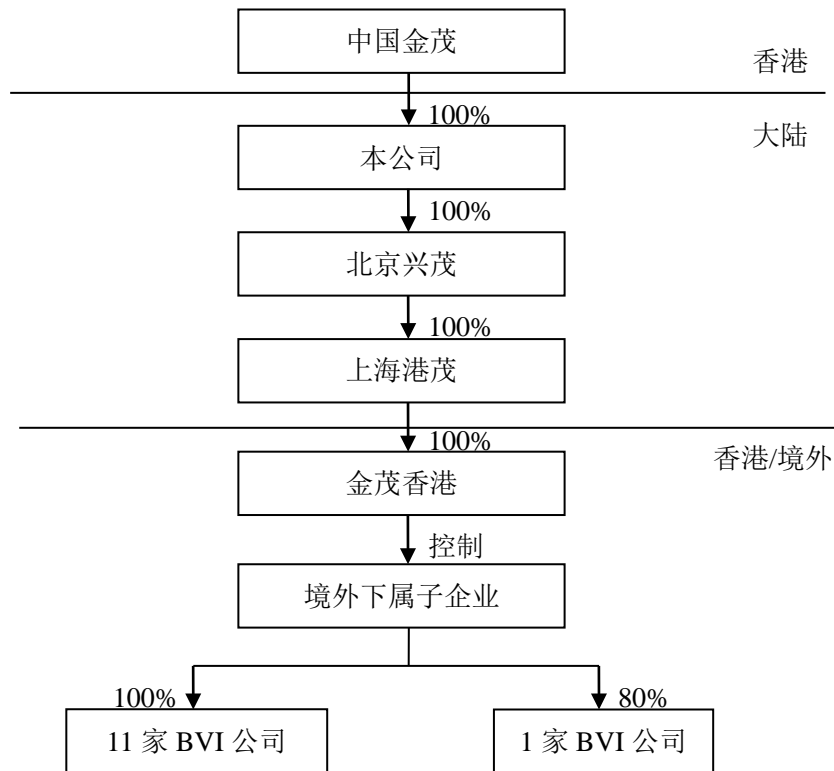 中国金茂
香港
100%
大陆
本公司
100%
北京兴茂
100%
上海港茂
100%
香港/境外
金茂香港
控制
境外下属子企业
100%
80%
11 家 BVI 公司
1 家 BVI 公司